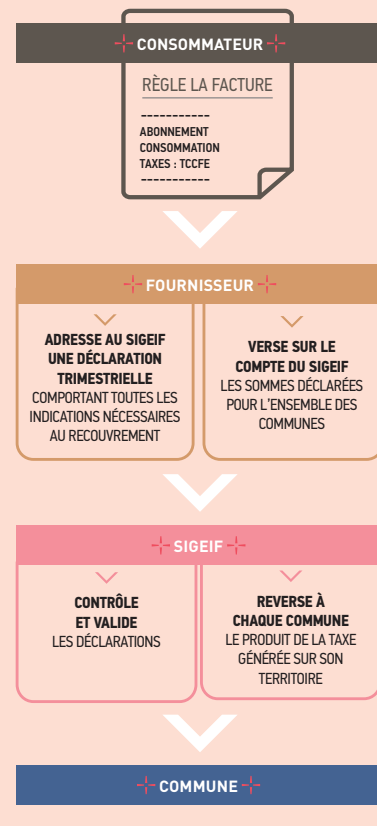 CONSOMMATEUR
RÈGLE LA FACTURE
-----------
ABONNEMENT
CONSOMMATION
TAXES : TCCFE
-----------
FOURNISSEUR
ADRESSE AU SIGEIF
UNE DÉCLARATION
TRIMESTRIELLE
COMPORTANT TOUTES LES
INDICATIONS NÉCESSAIRES
AU RECOUVREMENT
VERSE SUR LE
COMPTE DU SIGEIF
LES SOMMES DÉCLARÉES
POUR L'ENSEMBLE DES
COMMUNES
SIGEIF
CONTRÔLE
ET VALIDE
LES DÉCLARATIONS
REVERSE À
CHAQUE COMMUNE
LE PRODUIT DE LA TAXE
GÉNÉRÉE SUR SON
TERRITOIRE
COMMUNE